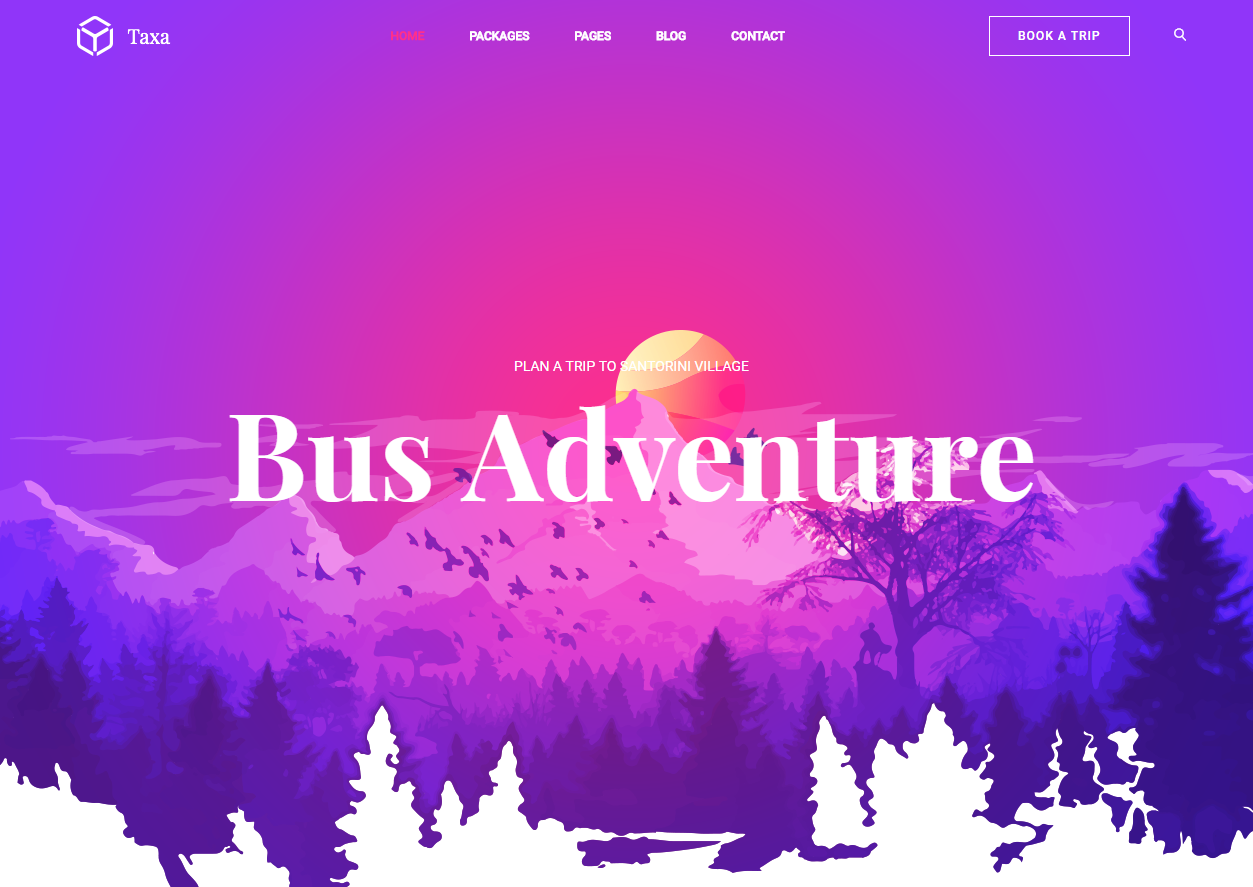 Taxa
HOME PACKAGES PAGES BLOG CONTACT
BOOK A TRIP
PLAN A TRIP TO SANTORINI VILLAGE
Bus Adventure